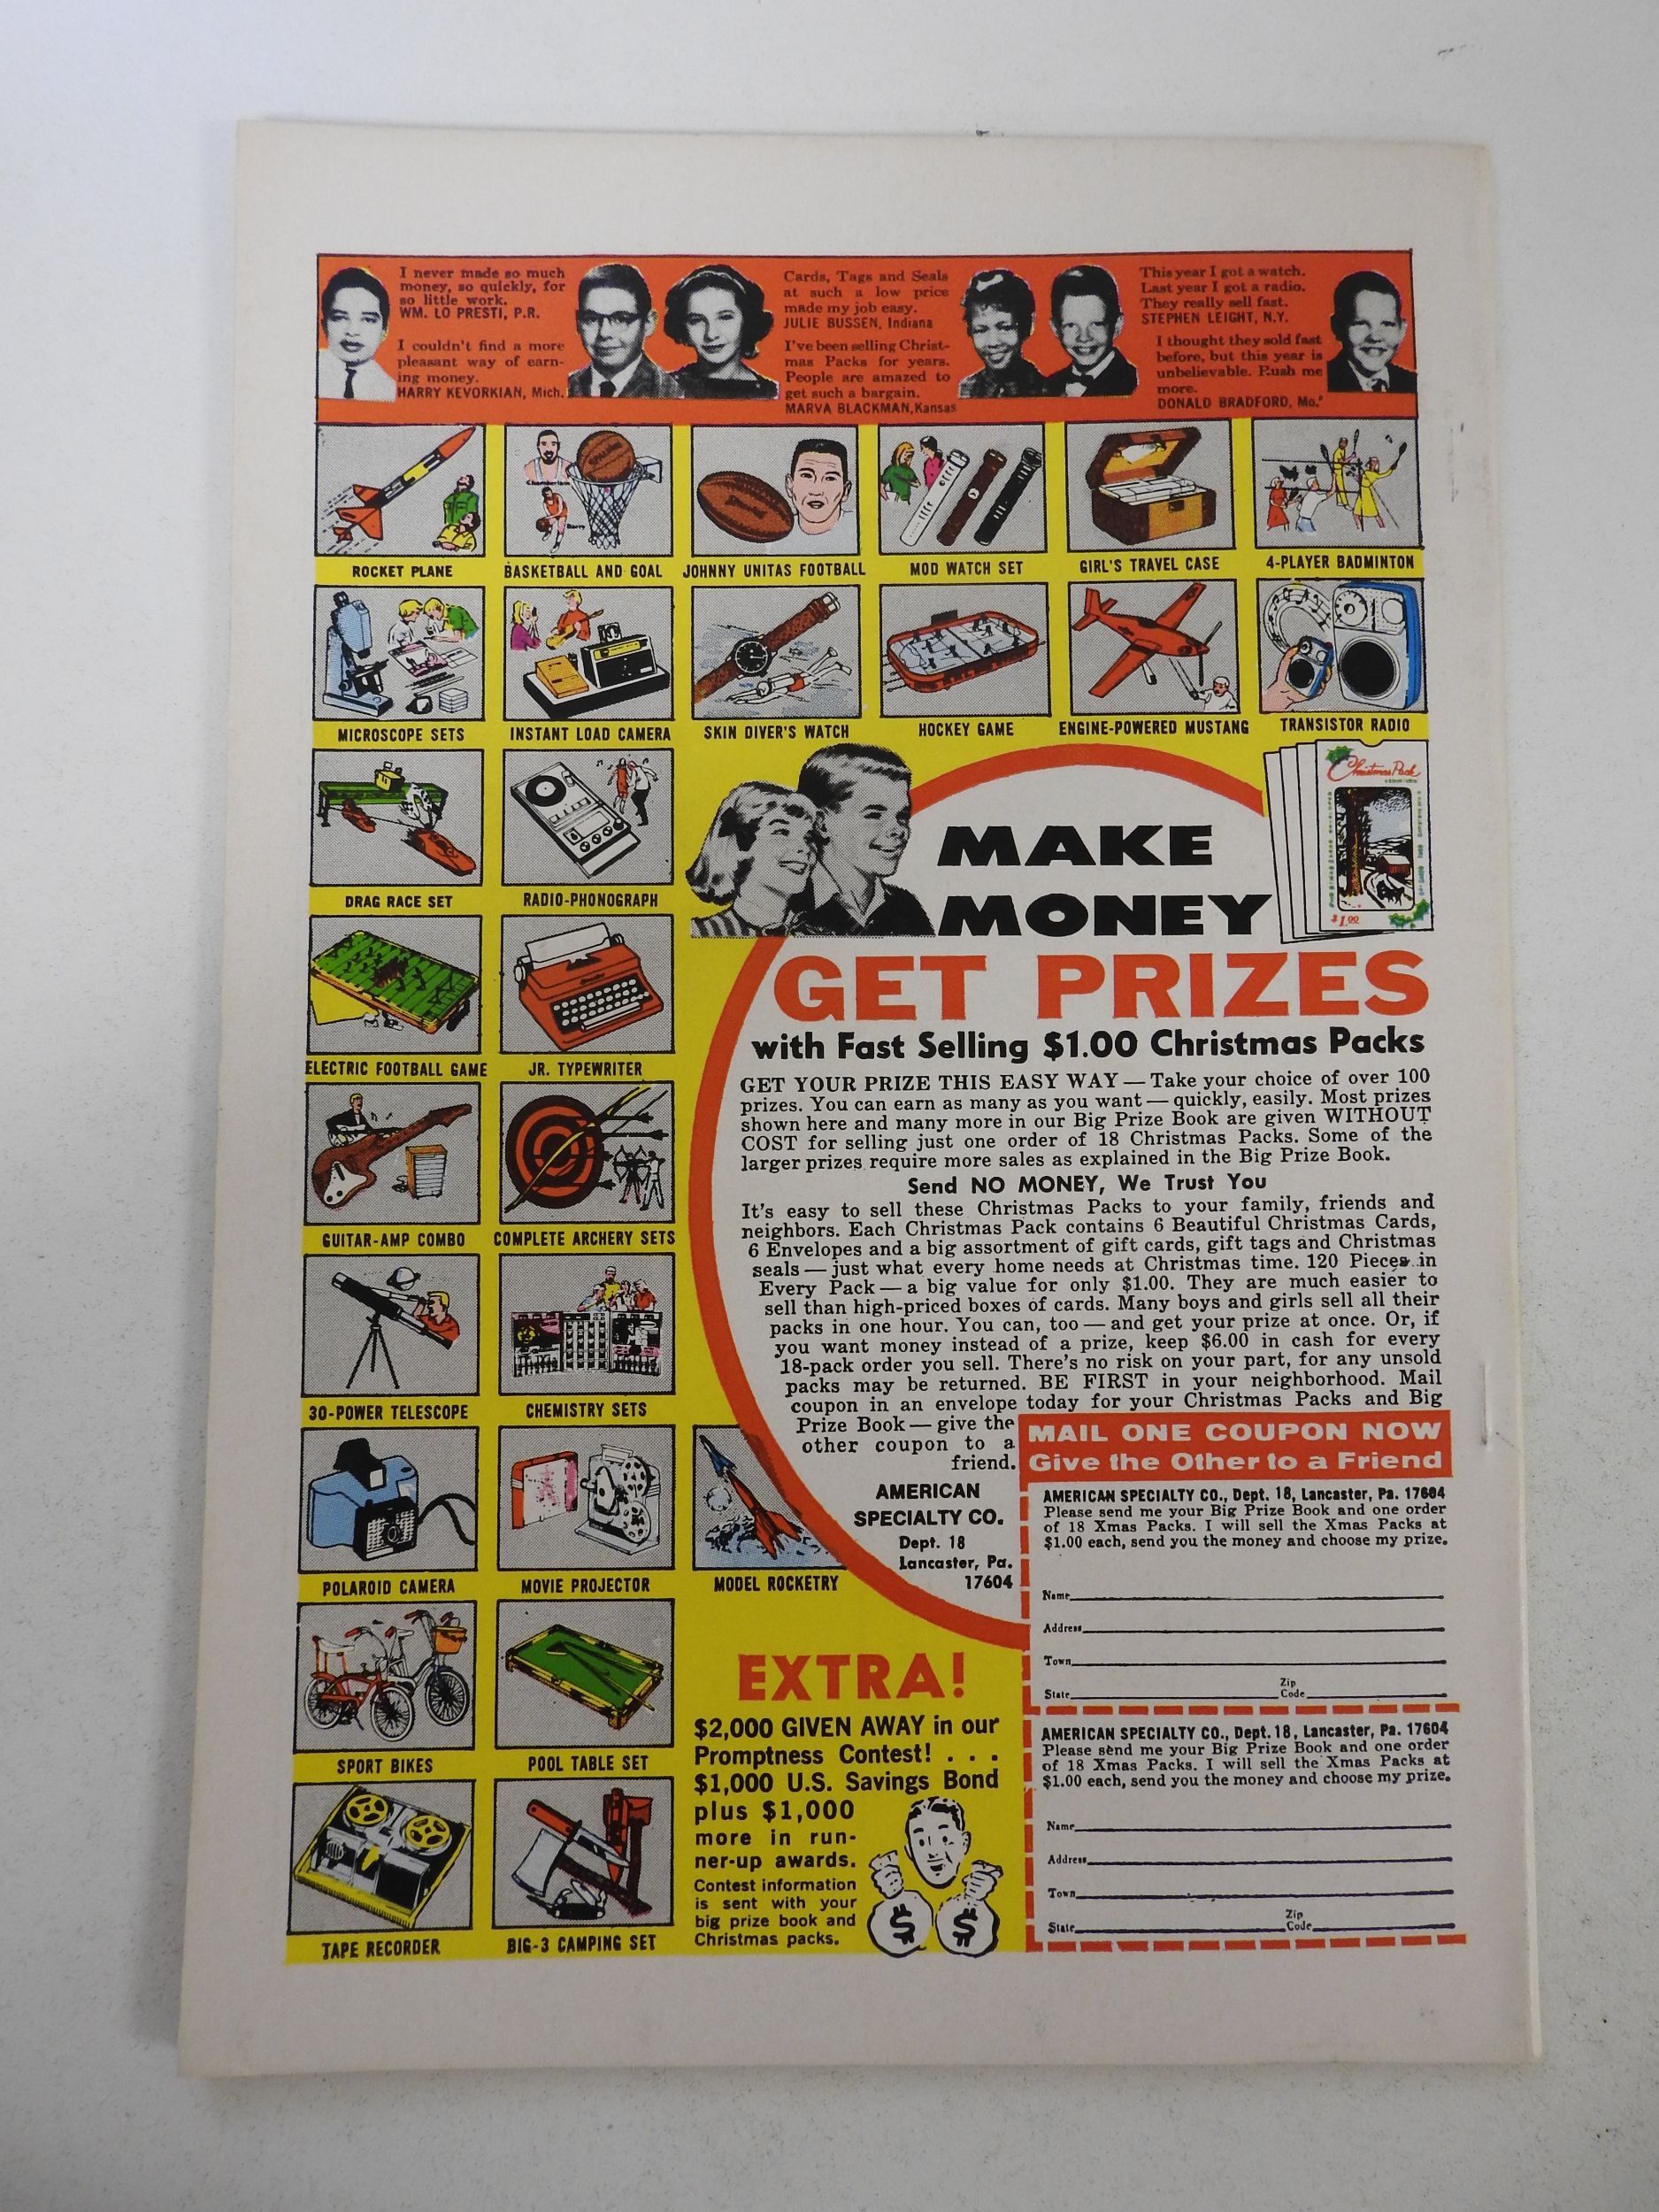 I never made so much
money, so quickly, for
so little work.
WM. LO PRESTI, P.R.
I couldn't find a more
pleasant way of earn-
ing money.
HARRY KEVORKIAN, Mich.
Cards, Tags and Seals
at such a low price
made my job easy.
JULIE BUSSEN, Indiana
I've been selling Christ-
mas Packs for years.
People are amazed to
get such a bargain.
MARVA BLACKMAN, Kansas
This year I got a watch.
Last year I got a radio.
They really sell fast.
STEPHEN LEIGHT, N.Y.
I thought they sold fast
before, but this year is
unbelievable. Rush me
more.
DONALD BRADFORD, Mo.
Chamberlain
Barry
SPALDING
ROCKET PLANE
BASKETBALL AND GOAL
JOHNNY UNITAS FOOTBALL
MOD WATCH SET
GIRL'S TRAVEL CASE
4-PLAYER BADMINTON
MICROSCOPE SETS
INSTANT LOAD CAMERA
SKIN DIVER'S WATCH
HOCKEY GAME
ENGINE-POWERED MUSTANG
TRANSISTOR RADIO
DRAG RACE SET
RADIO-PHONOGRAPH
ELECTRIC FOOTBALL GAME
JR. TYPEWRITER
GUITAR-AMP COMBO
COMPLETE ARCHERY SETS
30-POWER TELESCOPE
CHEMISTRY SETS
POLAROID CAMERA
MOVIE PROJECTOR
MODEL ROCKETRY
SPORT BIKES
POOL TABLE SET
TAPE RECORDER
BIG-3 CAMPING SET
Christmas Pack
$1.00
MAKE
MONEY
GET PRIZES
with Fast Selling $1.00 Christmas Packs
GET YOUR PRIZE THIS EASY WAY — Take your choice of over 100
prizes. You can earn as many as you want — quickly, easily. Most prizes
shown here and many more in our Big Prize Book are given WITHOUT
COST for selling just one order of 18 Christmas Packs. Some of the
larger prizes require more sales as explained in the Big Prize Book.
Send NO MONEY, We Trust You
It's easy to sell these Christmas Packs to your family, friends and
neighbors. Each Christmas Pack contains 6 Beautiful Christmas Cards,
6 Envelopes and a big assortment of gift cards, gift tags and Christmas
seals — just what every home needs at Christmas time. 120 Pieces in
Every Pack — a big value for only $1.00. They are much easier to
sell than high-priced boxes of cards. Many boys and girls sell all their
packs in one hour. You can, too — and get your prize at once. Or, if
you want money instead of a prize, keep $6.00 in cash for every
18-pack order you sell. There's no risk on your part, for any unsold
packs may be returned. BE FIRST in your neighborhood. Mail
coupon in an envelope today for your Christmas Packs and Big
Prize Book — give the
other coupon to a
friend.
AMERICAN
SPECIALTY CO.
Dept. 18
Lancaster, Pa.
17604
EXTRA!
$2,000 GIVEN AWAY in our
Promptness Contest! . . .
$1,000 U.S. Savings Bond
plus $1,000
more in run-
ner-up awards.
Contest information
is sent with your
big prize book and
Christmas packs.
$ $
MAIL ONE COUPON NOW
Give the Other to a Friend
AMERICAN SPECIALTY CO., Dept. 18, Lancaster, Pa. 17604
Please send me your Big Prize Book and one order
of 18 Xmas Packs. I will sell the Xmas Packs at
$1.00 each, send you the money and choose my prize.
Name
Address
Town
State Zip Code
AMERICAN SPECIALTY CO., Dept. 18, Lancaster, Pa. 17604
Please send me your Big Prize Book and one order
of 18 Xmas Packs. I will sell the Xmas Packs at
$1.00 each, send you the money and choose my prize.
Name
Address
Town
State Zip Code